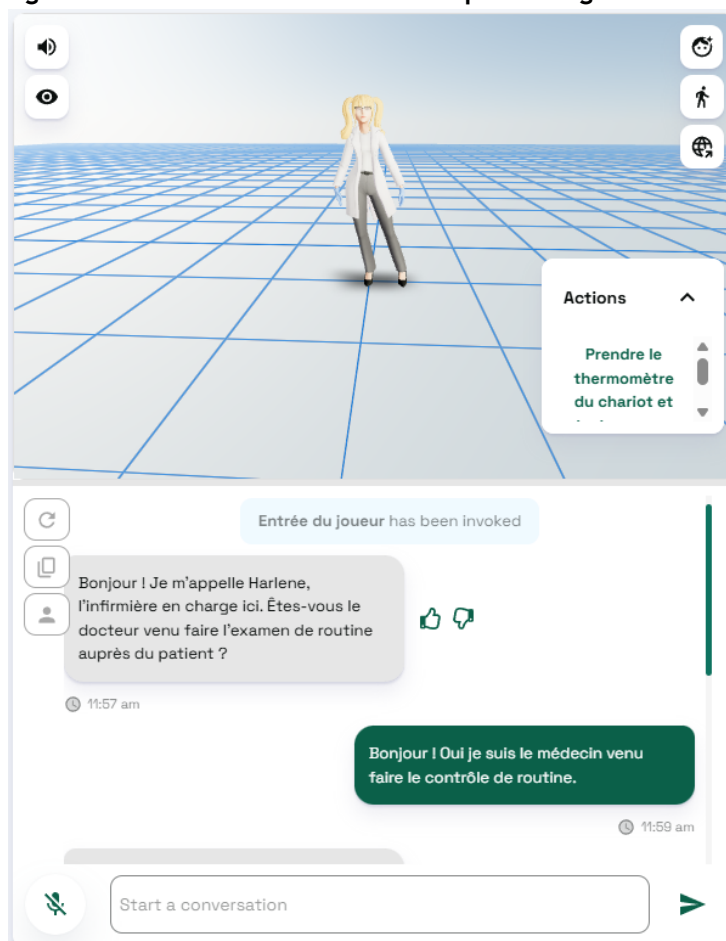 Actions
Prendre le
thermomètre
du chariot et
Entrée du joueur has been invoked
Bonjour ! Je m'appelle Harlene,
l'infirmière en charge ici. Êtes-vous le
docteur venu faire l'examen de routine
auprès du patient ?
11:57 am
Bonjour ! Oui je suis le médecin venu
faire le contrôle de routine.
11:59 am
Start a conversation